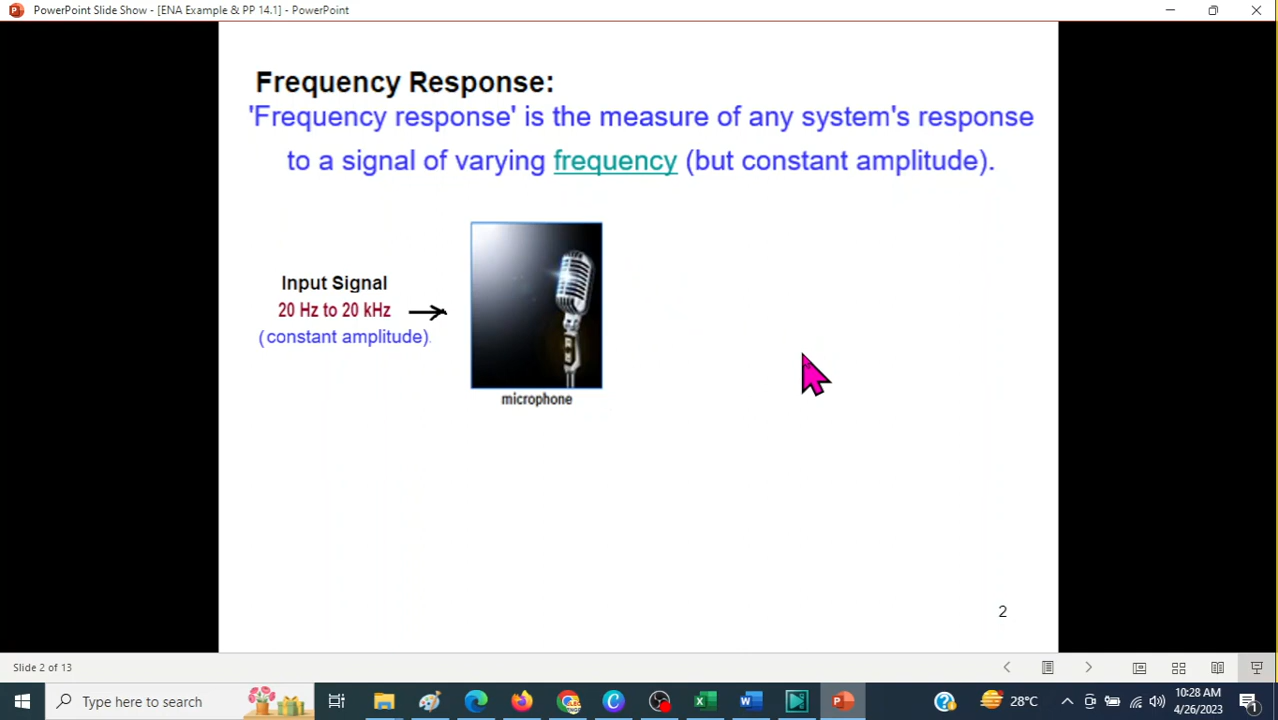 PowerPoint Slide Show - [ENA Example & PP 14.1] - PowerPoint
Frequency Response:
'Frequency response' is the measure of any system's response
to a signal of varying frequency (but constant amplitude).
Input Signal
20 Hz to 20 kHz
(constant amplitude).
microphone
2
Slide 2 of 13
Type here to search
28°C
10:28 AM
4/26/2023
1